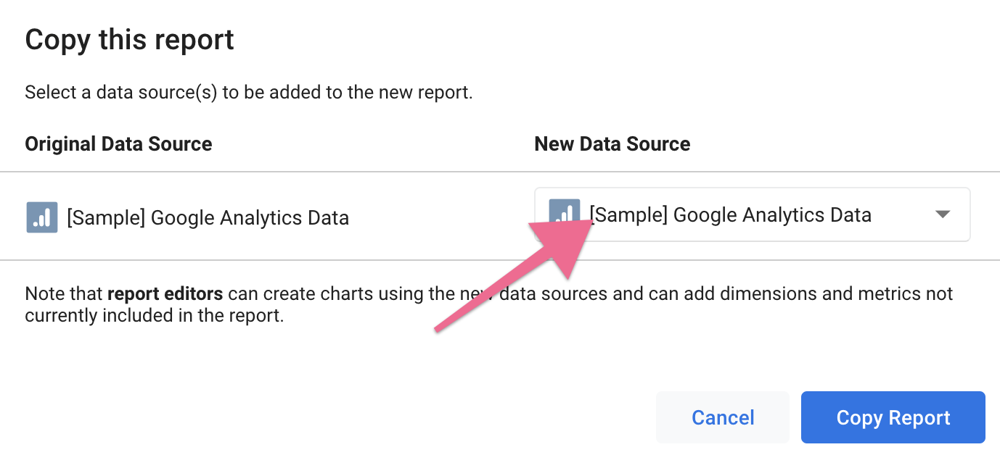 Copy this report
Select a data source(s) to be added to the new report.
Original Data Source
New Data Source
[Sample] Google Analytics Data
[Sample] Google Analytics Data
Note that report editors can create charts using the new data sources and can add dimensions and metrics not
currently included in the report.
Cancel
Copy Report